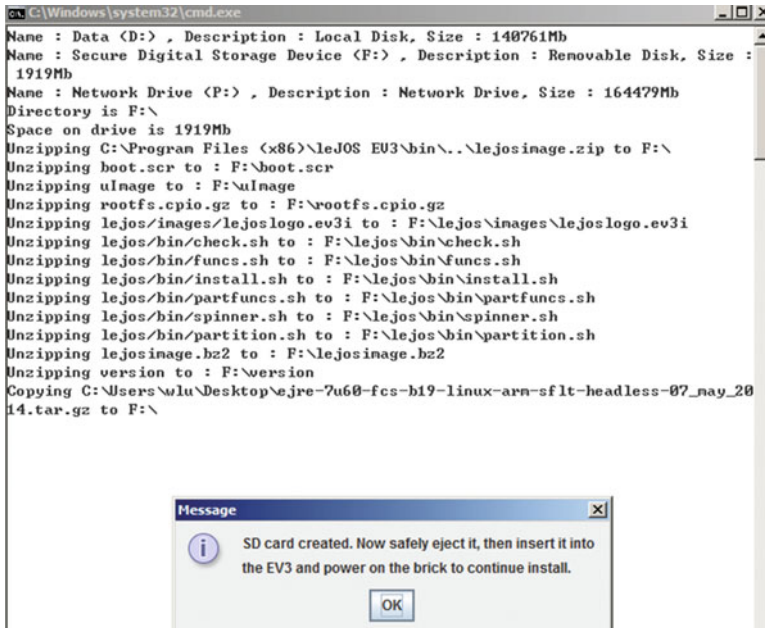 C:\Windows\system32\cmd.exe
Name : Data (D:) , Description : Local Disk, Size : 140761Mb
Name : Secure Digital Storage Device (F:) , Description : Removable Disk, Size :
 1919Mb
Name : Network Drive (P:) , Description : Network Drive, Size : 164479Mb
Directory is F:\
Space on drive is 1919Mb
Unzipping C:\Program Files (x86)\leJOS EV3\bin\..\lejosimage.zip to F:\
Unzipping boot.scr to : F:\boot.scr
Unzipping uImage to : F:\uImage
Unzipping rootfs.cpio.gz to : F:\rootfs.cpio.gz
Unzipping lejos/images/lejoslogo.ev3i to : F:\lejos\images\lejoslogo.ev3i
Unzipping lejos/bin/check.sh to : F:\lejos\bin\check.sh
Unzipping lejos/bin/funcs.sh to : F:\lejos\bin\funcs.sh
Unzipping lejos/bin/install.sh to : F:\lejos\bin\install.sh
Unzipping lejos/bin/partfuncs.sh to : F:\lejos\bin\partfuncs.sh
Unzipping lejos/bin/spinner.sh to : F:\lejos\bin\spinner.sh
Unzipping lejos/bin/partition.sh to : F:\lejos\bin\partition.sh
Unzipping lejosimage.bz2 to : F:\lejosimage.bz2
Unzipping version to : F:\version
Copying C:\Users\wlu\Desktop\ejre-7u60-fcs-b19-linux-arm-sflt-headless-07_may_20
14.tar.gz to F:\
Message
SD card created. Now safely eject it, then insert it into
the EV3 and power on the brick to continue install.
OK